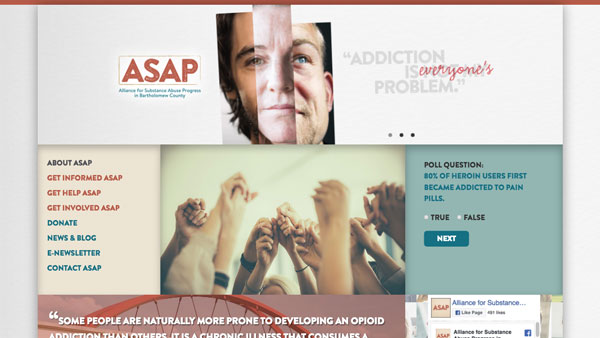 ASAP
Alliance for Substance Abuse Progress
in Bartholomew County
“ADDICTION
IS
everyone's
PROBLEM.”
ABOUT ASAP
GET INFORMED ASAP
GET HELP ASAP
GET INVOLVED ASAP
DONATE
NEWS & BLOG
E-NEWSLETTER
CONTACT ASAP
POLL QUESTION:
80% OF HEROIN USERS FIRST
BECAME ADDICTED TO PAIN
PILLS.
TRUE FALSE
NEXT
“SOME PEOPLE ARE NATURALLY MORE PRONE TO DEVELOPING AN OPIOID
ADDICTION THAN OTHERS. IT IS A CHRONIC ILLNESS THAT CONSUMES A
ASAP
Alliance for Substance...
Like Page 491 likes
ASAP
Alliance for Substance
Abuse Progress in